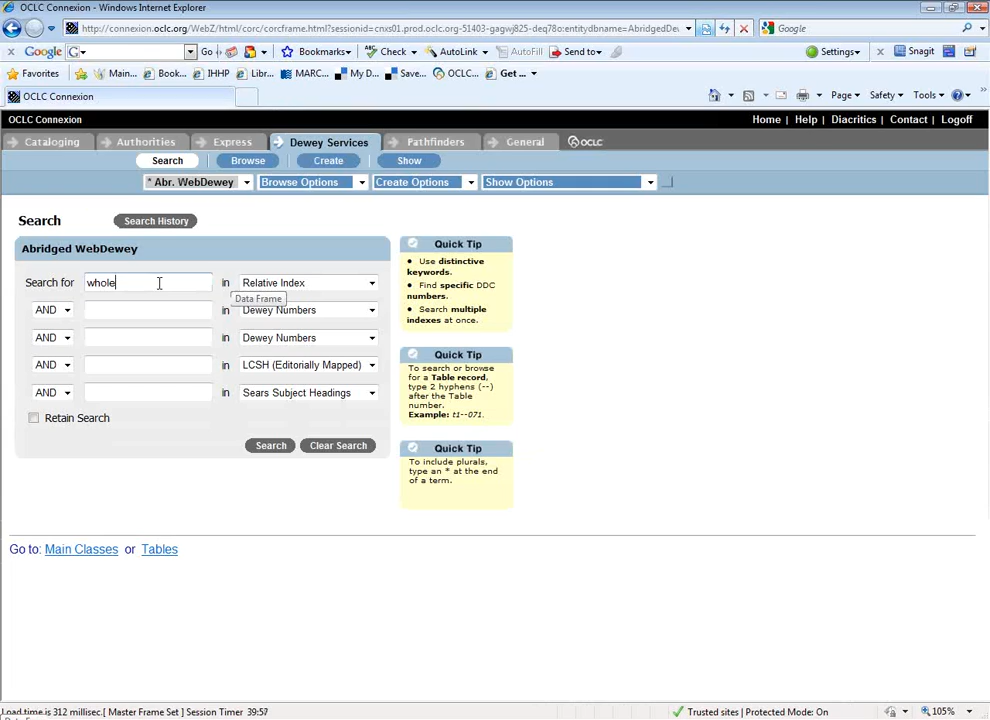 OCLC Connexion - Windows Internet Explorer
http://connexion.oclc.org/WebZ/html/corc/corcframe.html?sessionid=cnxs01.prod.oclc.org-51403-gagwj825-deq78o:entitydbname=AbridgedDe
Google
Google G Go Bookmarks Check AutoLink AutoFill Send to Settings Snagit
Favorites Main... Book... IHHP Libr... MARC... My D... Save... OCLC... Get ...
OCLC Connexion Page Safety Tools
OCLC Connexion Home | Help | Diacritics | Contact | Logoff
Cataloging Authorities Express Dewey Services Pathfinders General OCLC
Search Browse Create Show
* Abr. WebDewey Browse Options Create Options Show Options
Search Search History
Abridged WebDewey
Search for whole in Relative Index
Data Frame
AND in Dewey Numbers
AND in Dewey Numbers
AND in LCSH (Editorially Mapped)
AND in Sears Subject Headings
Retain Search
Search Clear Search
Quick Tip
• Use distinctive
keywords.
• Find specific DDC
numbers.
• Search multiple
indexes at once.
Quick Tip
To search or browse
for a Table record,
type 2 hyphens (--)
after the Table
number.
Example: t1--071.
Quick Tip
To include plurals,
type an * at the end
of a term.
Go to: Main Classes or Tables
Load time is 312 millisec.[ Master Frame Set ] Session Timer 39:57
Trusted sites | Protected Mode: On 105%